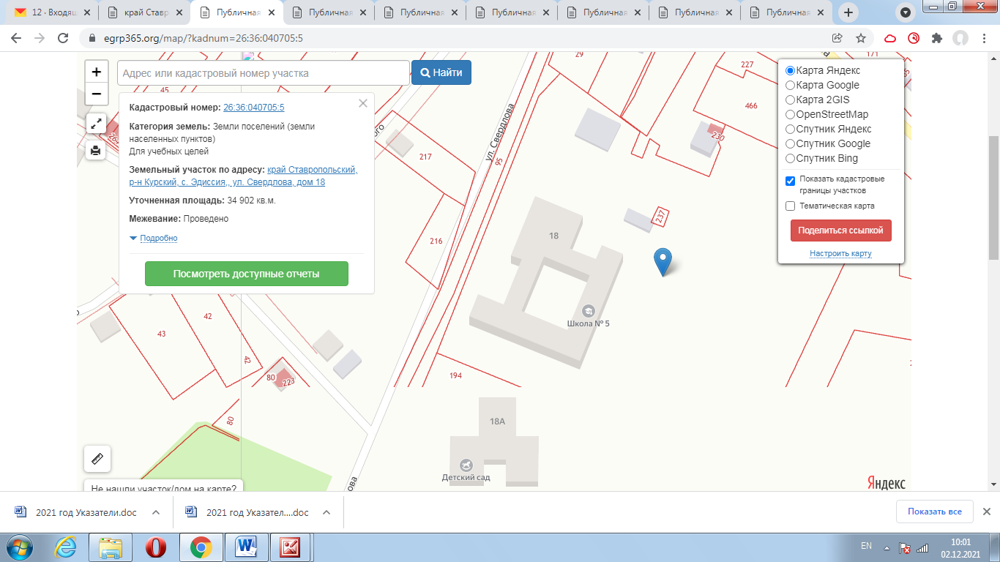 12 · Входящ
край Ставр
Публичная
Публичная
Публичная
Публичная
Публичная
Публичная
Публичная
egrp365.org/map/?kadnum=26:36:040705:5
+
−
Адрес или кадастровый номер участка
Найти
Кадастровый номер: 26:36:040705:5
Категория земель: Земли поселений (земли
населенных пунктов)
Для учебных целей
Земельный участок по адресу: край Ставропольский,
р-н Курский, с. Эдиссия,, ул. Свердлова, дом 18
Уточненная площадь: 34 902 кв.м.
Межевание: Проведено
Подробно
Посмотреть доступные отчеты
Карта Яндекс
Карта Google
Карта 2GIS
OpenStreetMap
Спутник Яндекс
Спутник Google
Спутник Bing
Показать кадастровые
границы участков
Тематическая карта
Поделиться ссылкой
Настроить карту
45
264
ого
217
216
ул. Свердлова
95
29
227
171
466
230
237
18
Школа № 5
42
43
42
80
223
80
194
18А
Детский сад
ова
Яндекс
Не нашли участок/дом на карте?
2021 год Указатели.doc
2021 год Указател....doc
Показать все
EN
10:01
02.12.2021